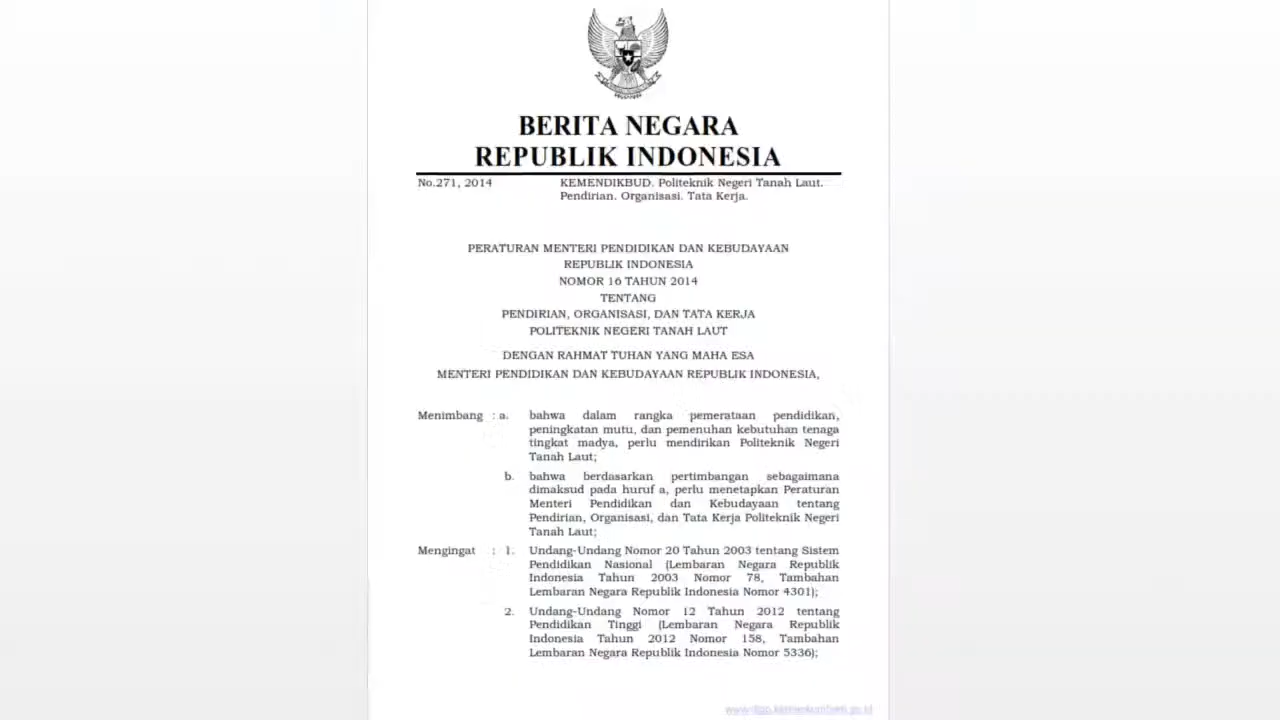 BERITA NEGARA
REPUBLIK INDONESIA
No.271, 2014 KEMENDIKBUD. Politeknik Negeri Tanah Laut.
Pendirian. Organisasi. Tata Kerja.
PERATURAN MENTERI PENDIDIKAN DAN KEBUDAYAAN
REPUBLIK INDONESIA
NOMOR 16 TAHUN 2014
TENTANG
PENDIRIAN, ORGANISASI, DAN TATA KERJA
POLITEKNIK NEGERI TANAH LAUT
DENGAN RAHMAT TUHAN YANG MAHA ESA
MENTERI PENDIDIKAN DAN KEBUDAYAAN REPUBLIK INDONESIA,
Menimbang : a. bahwa dalam rangka pemerataan pendidikan,
peningkatan mutu, dan pemenuhan kebutuhan tenaga
tingkat madya, perlu mendirikan Politeknik Negeri
Tanah Laut;
b. bahwa berdasarkan pertimbangan sebagaimana
dimaksud pada huruf a, perlu menetapkan Peraturan
Menteri Pendidikan dan Kebudayaan tentang
Pendirian, Organisasi, dan Tata Kerja Politeknik Negeri
Tanah Laut;
Mengingat : 1. Undang-Undang Nomor 20 Tahun 2003 tentang Sistem
Pendidikan Nasional (Lembaran Negara Republik
Indonesia Tahun 2003 Nomor 78, Tambahan
Lembaran Negara Republik Indonesia Nomor 4301);
2. Undang-Undang Nomor 12 Tahun 2012 tentang
Pendidikan Tinggi (Lembaran Negara Republik
Indonesia Tahun 2012 Nomor 158, Tambahan
Lembaran Negara Republik Indonesia Nomor 5336);